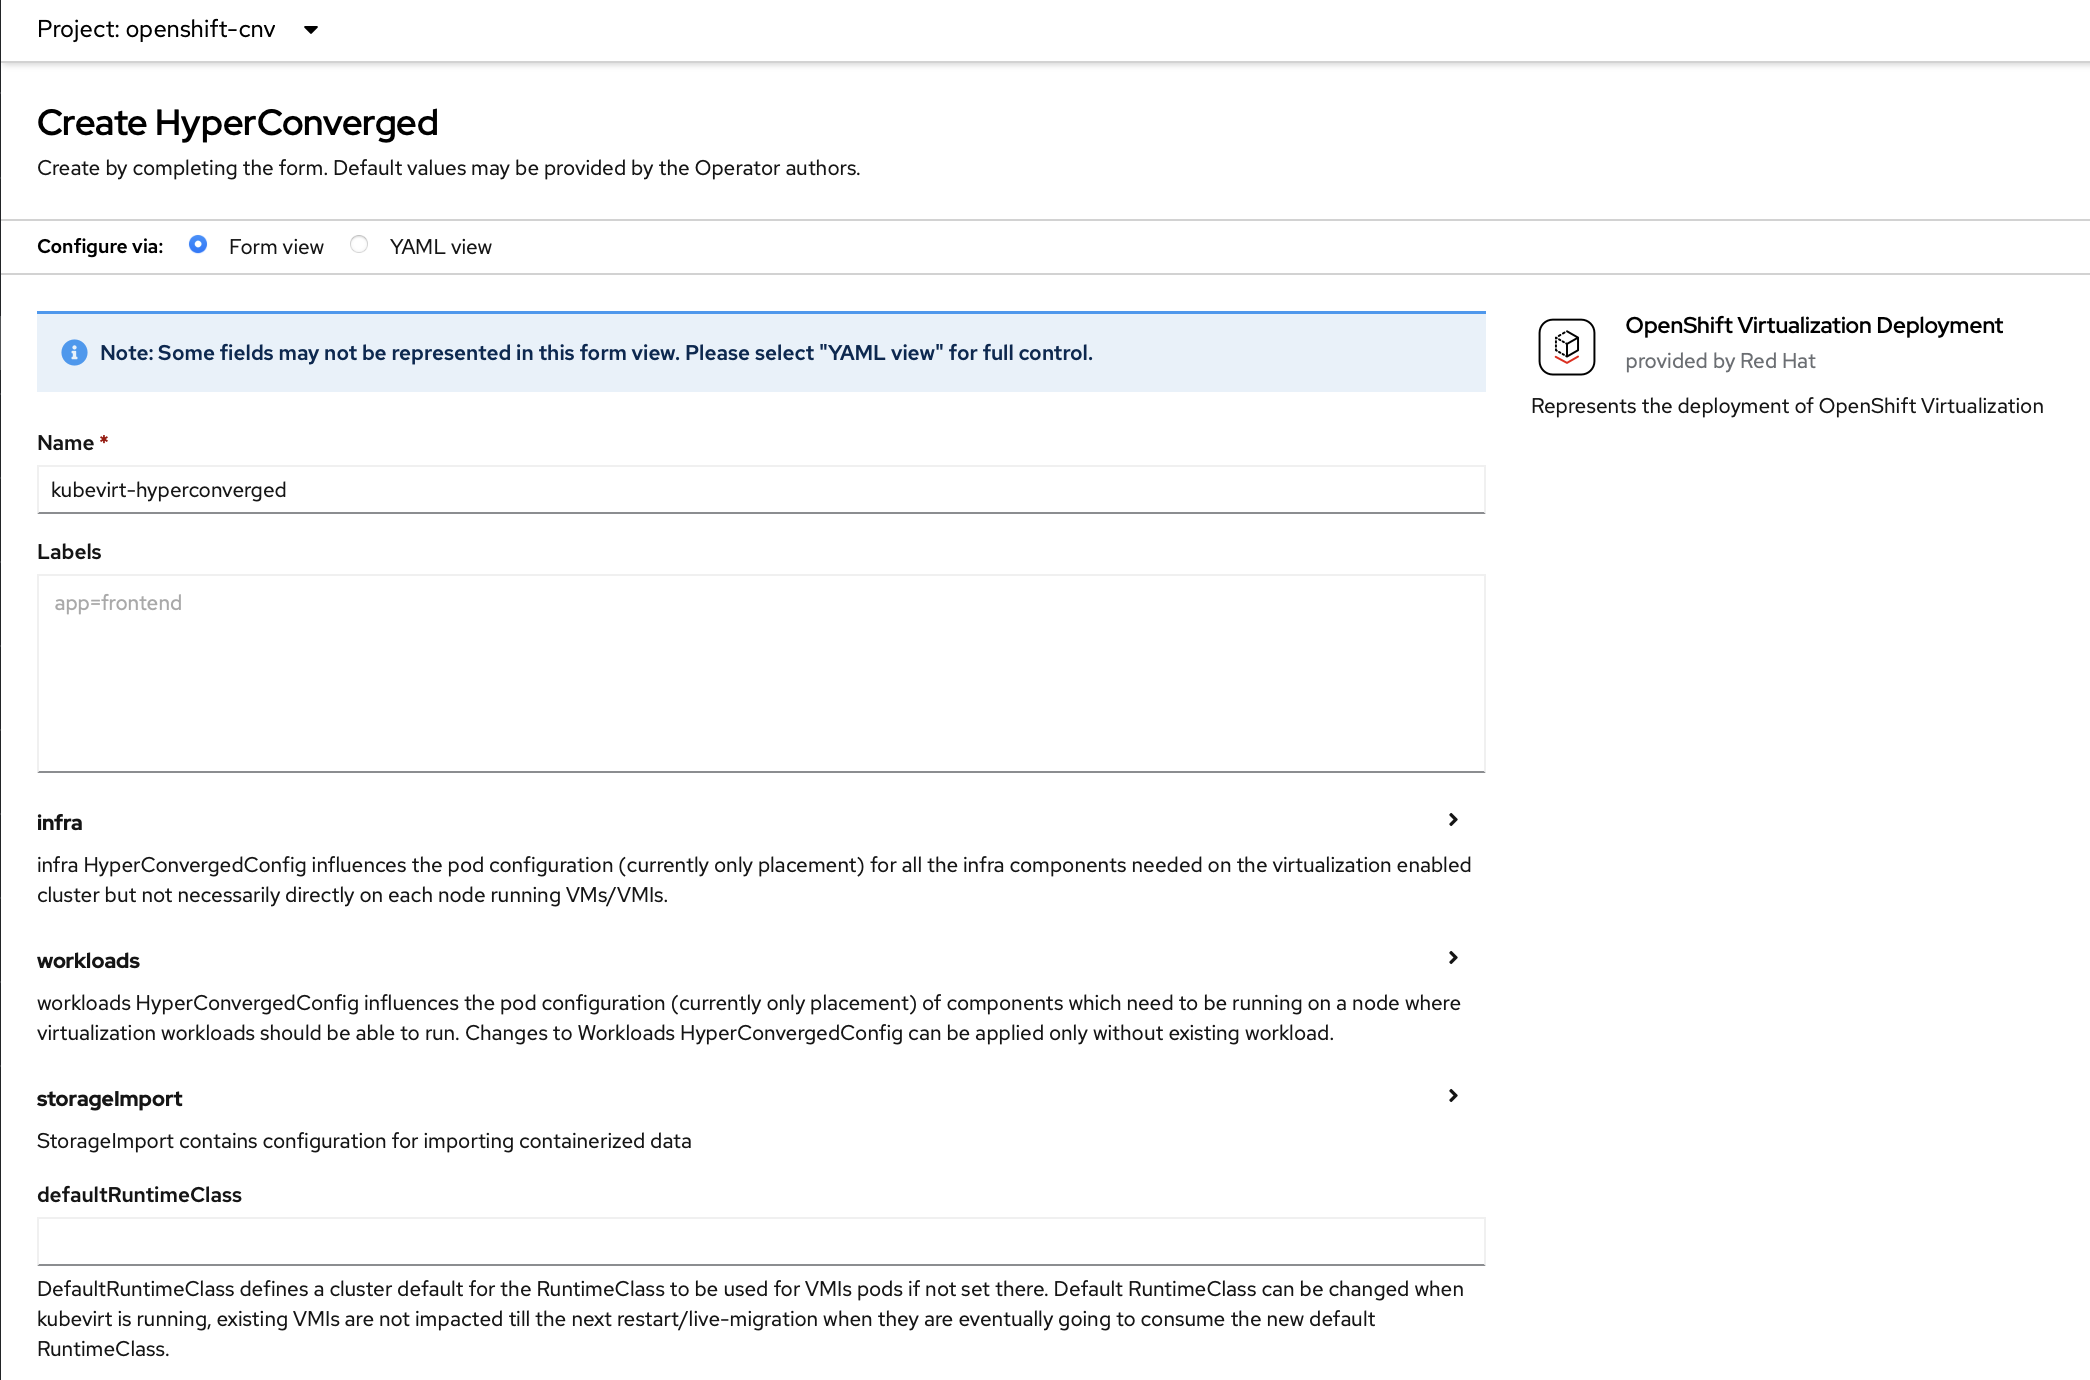 Project: openshift-cnv
Create HyperConverged
Create by completing the form. Default values may be provided by the Operator authors.
Configure via: Form view YAML view
Note: Some fields may not be represented in this form view. Please select "YAML view" for full control.
OpenShift Virtualization Deployment
provided by Red Hat
Represents the deployment of OpenShift Virtualization
Name *
kubevirt-hyperconverged
Labels
app=frontend
infra
infra HyperConvergedConfig influences the pod configuration (currently only placement) for all the infra components needed on the virtualization enabled
cluster but not necessarily directly on each node running VMs/VMIs.
workloads
workloads HyperConvergedConfig influences the pod configuration (currently only placement) of components which need to be running on a node where
virtualization workloads should be able to run. Changes to Workloads HyperConvergedConfig can be applied only without existing workload.
storageImport
StorageImport contains configuration for importing containerized data
defaultRuntimeClass
DefaultRuntimeClass defines a cluster default for the RuntimeClass to be used for VMIs pods if not set there. Default RuntimeClass can be changed when
kubevirt is running, existing VMIs are not impacted till the next restart/live-migration when they are eventually going to consume the new default
RuntimeClass.